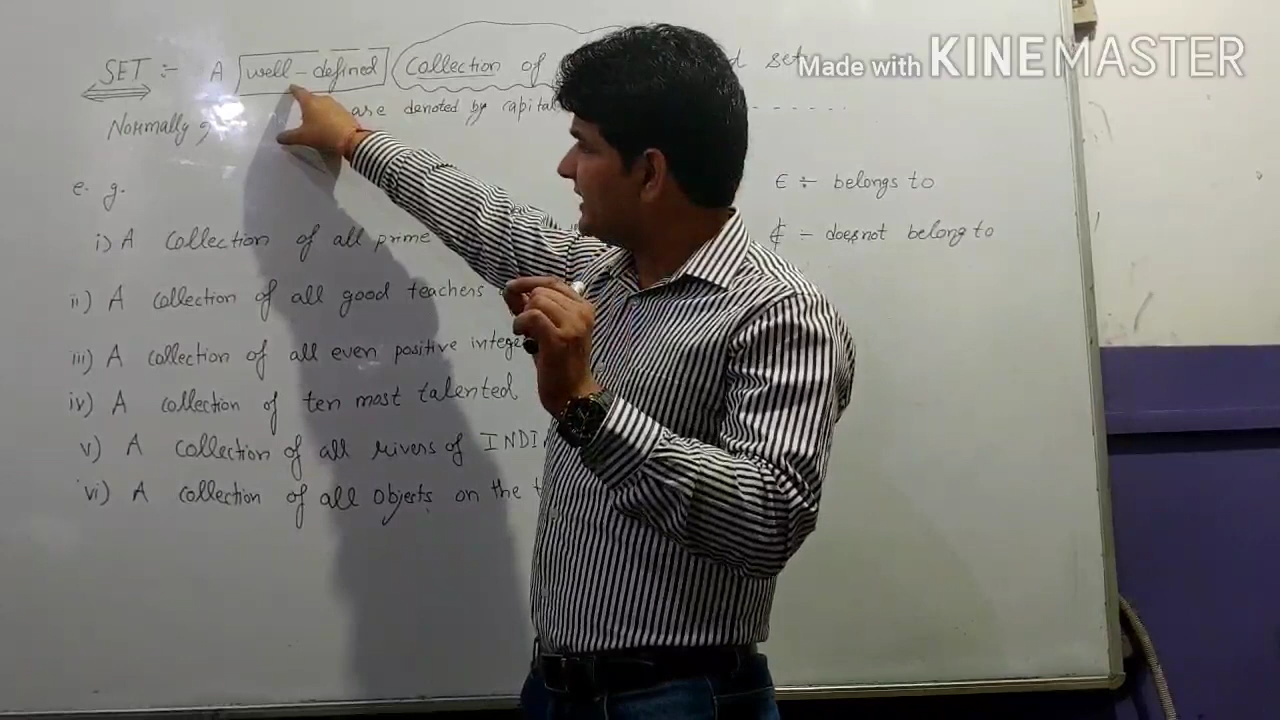 SET :- A well-defined Collection of d set
Made with KINEMASTER
Normally are denoted by capital - - - - - - -
e. g.
i) A Collection of all prime
ii) A collection of all good teachers
iii) A collection of all even positive intege
iv) A collection of ten most talented
v) A collection of all rivers of INDI
vi) A collection of all objects on the t
∈ ÷ belongs to
∉ ÷ does not belong to